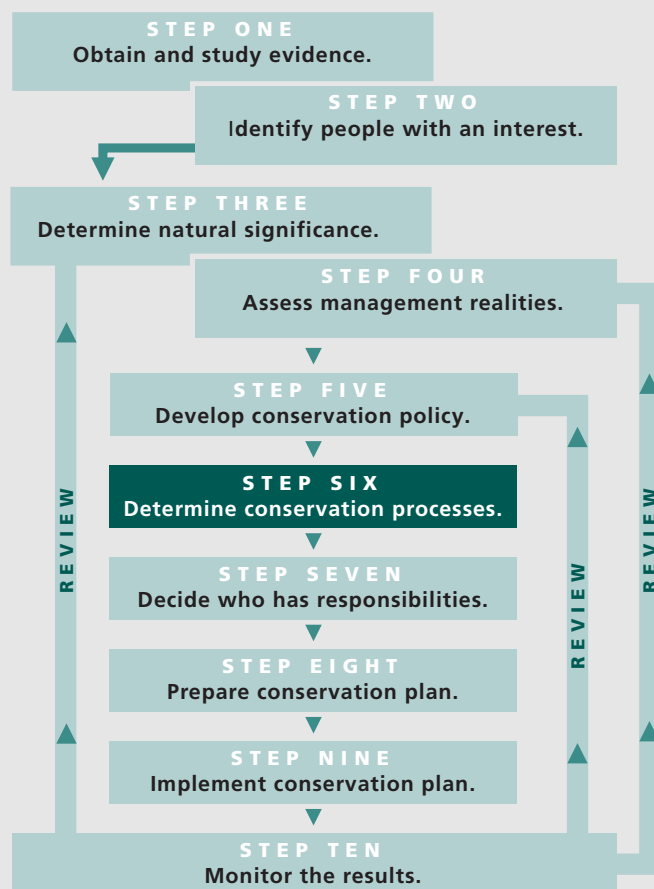 STEP ONE
Obtain and study evidence.
STEP TWO
Identify people with an interest.
STEP THREE
Determine natural significance.
STEP FOUR
Assess management realities.
STEP FIVE
Develop conservation policy.
STEP SIX
Determine conservation processes.
STEP SEVEN
Decide who has responsibilities.
STEP EIGHT
Prepare conservation plan.
STEP NINE
Implement conservation plan.
STEP TEN
Monitor the results.
REVIEW
REVIEW
REVIEW